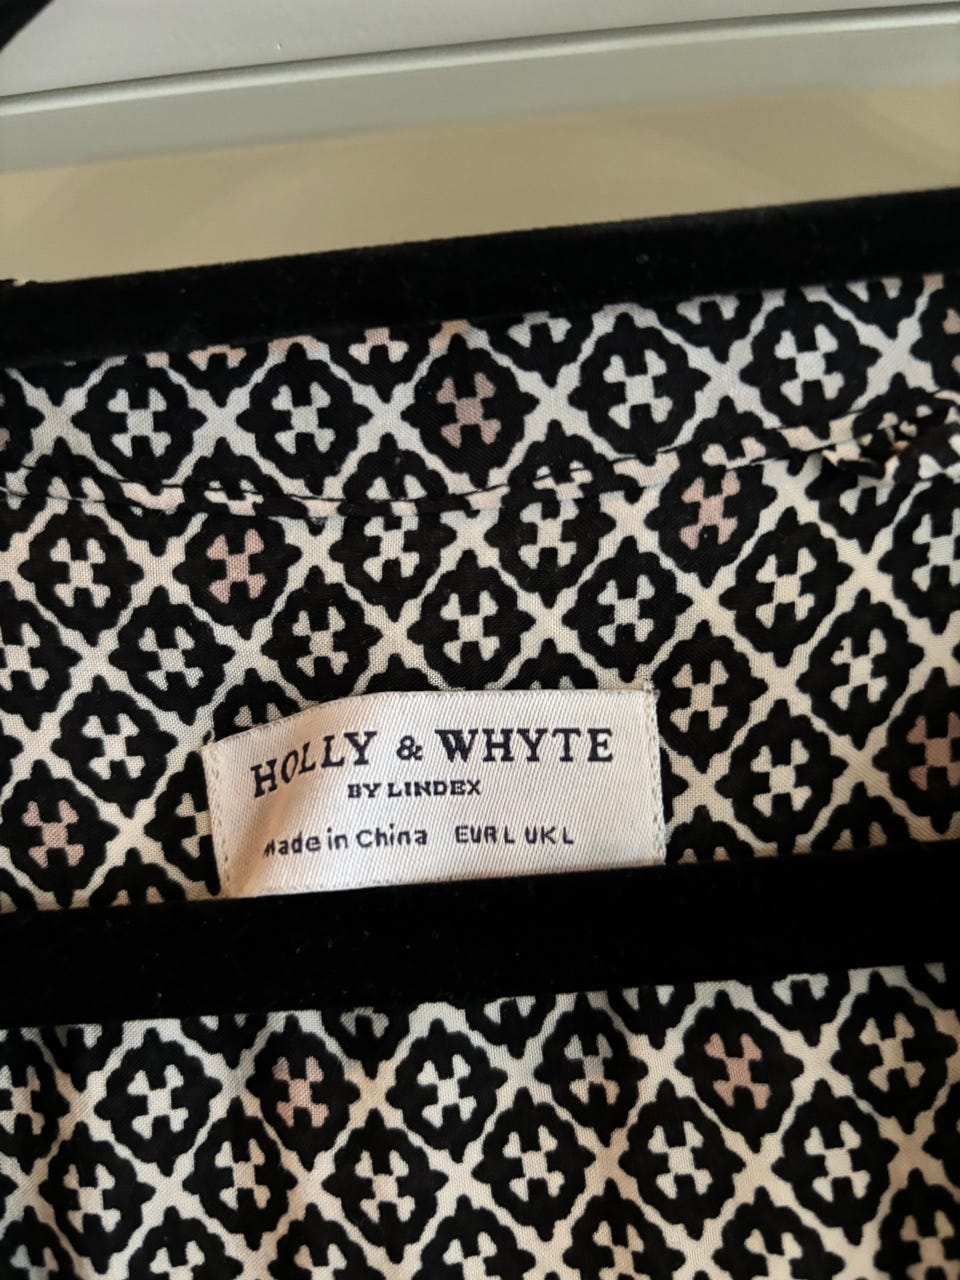 HOLLY & WHYTE
BY LINDEX
Made in China EUR L UK L